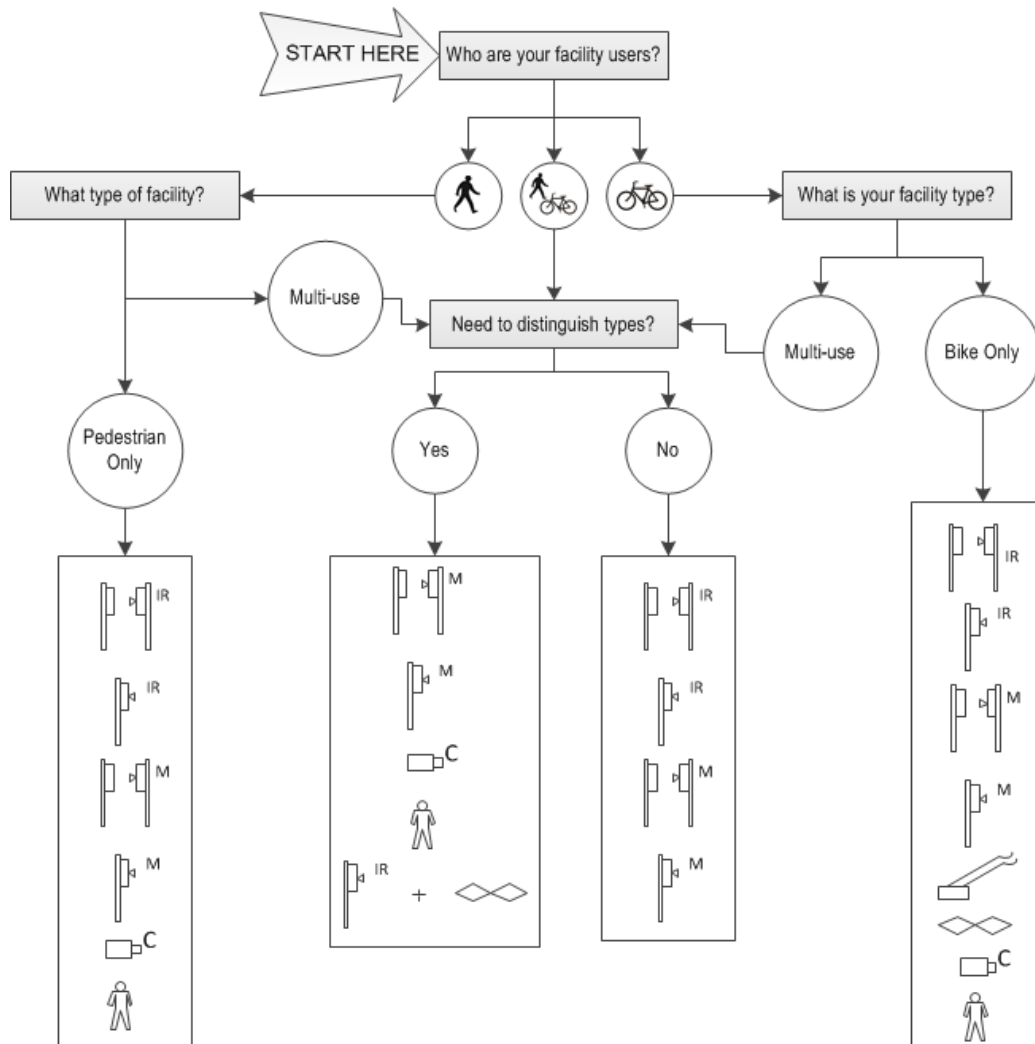 START HERE
Who are your facility users?
What type of facility?
What is your facility type?
Multi-use
Need to distinguish types?
Multi-use
Bike Only
Pedestrian
Only
Yes
No
IR
IR
M
M
C
M
M
C
IR
IR
IR
M
M
IR
IR
M
M
C